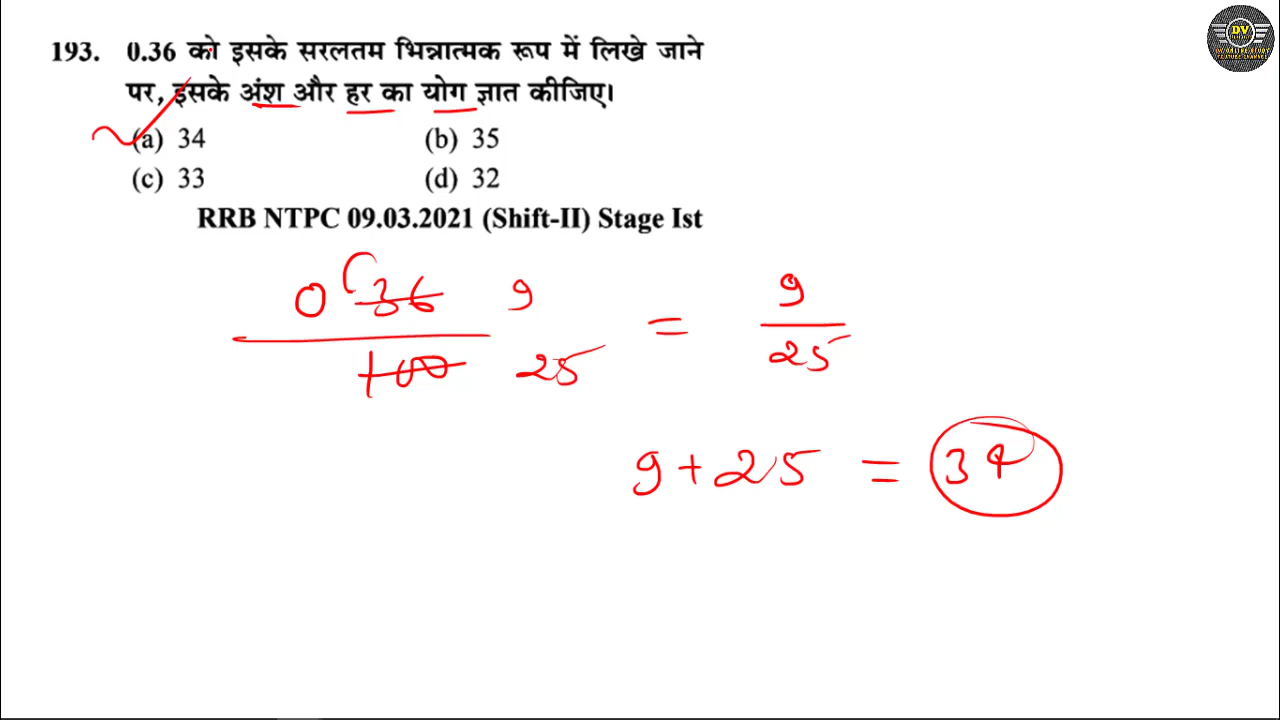 193. 0.36 को इसके सरलतम भिन्नात्मक रूप में लिखे जाने
पर, इसके अंश और हर का योग ज्ञात कीजिए।
(a) 34 (b) 35
(c) 33 (d) 32
RRB NTPC 09.03.2021 (Shift-II) Stage Ist
0 36 9
100 25
= 9
25
9 + 25 = 34
DV